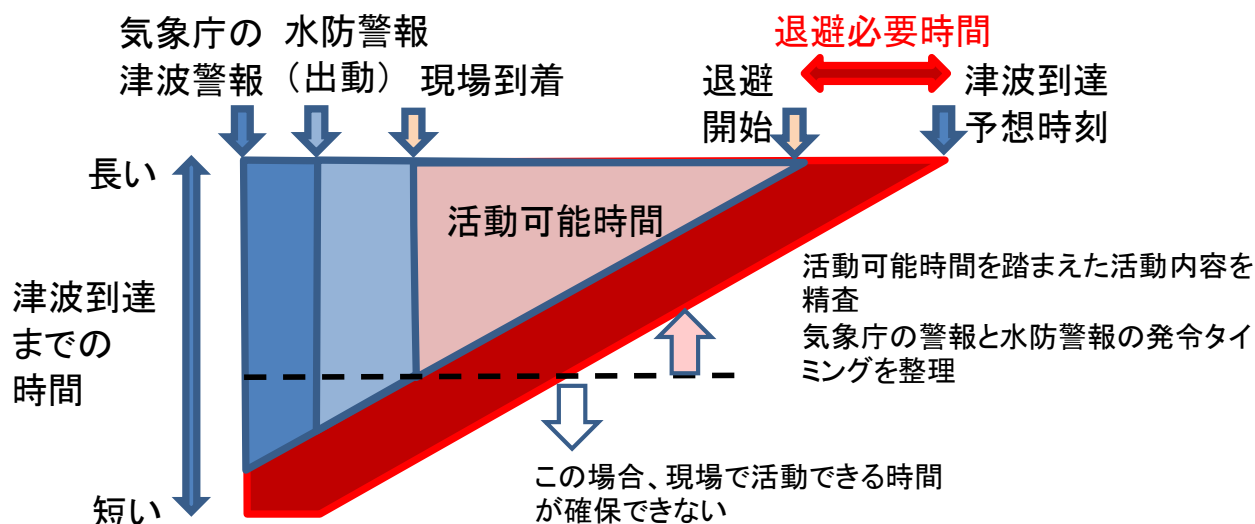 気象庁の
津波警報
水防警報
（出動）
現場到着
退避
開始
退避必要時間
津波到達
予想時刻
長い
津波到達
までの
時間
短い
活動可能時間
活動可能時間を踏まえた活動内容を
精査
気象庁の警報と水防警報の発令タイ
ミングを整理
この場合、現場で活動できる時間
が確保できない